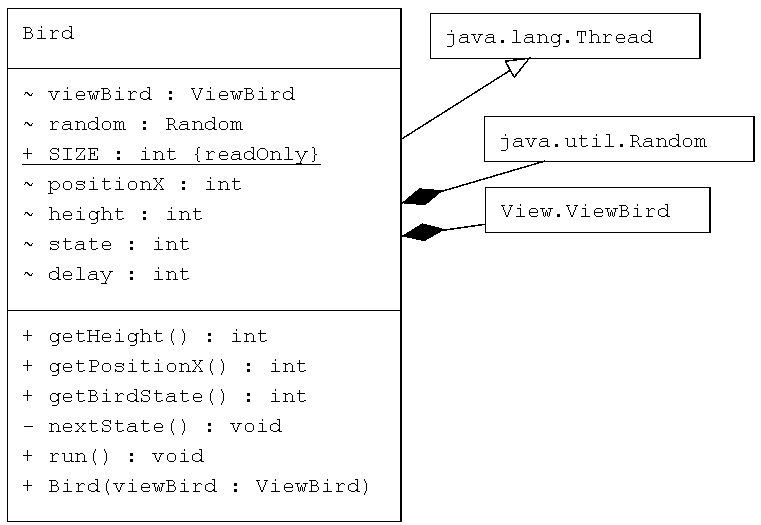 Bird
~ viewBird : ViewBird
~ random : Random
+ SIZE : int {readOnly}
~ positionX : int
~ height : int
~ state : int
~ delay : int
+ getHeight() : int
+ getPositionX() : int
+ getBirdState() : int
- nextState() : void
+ run() : void
+ Bird(viewBird : ViewBird)
java.lang.Thread
java.util.Random
View.ViewBird